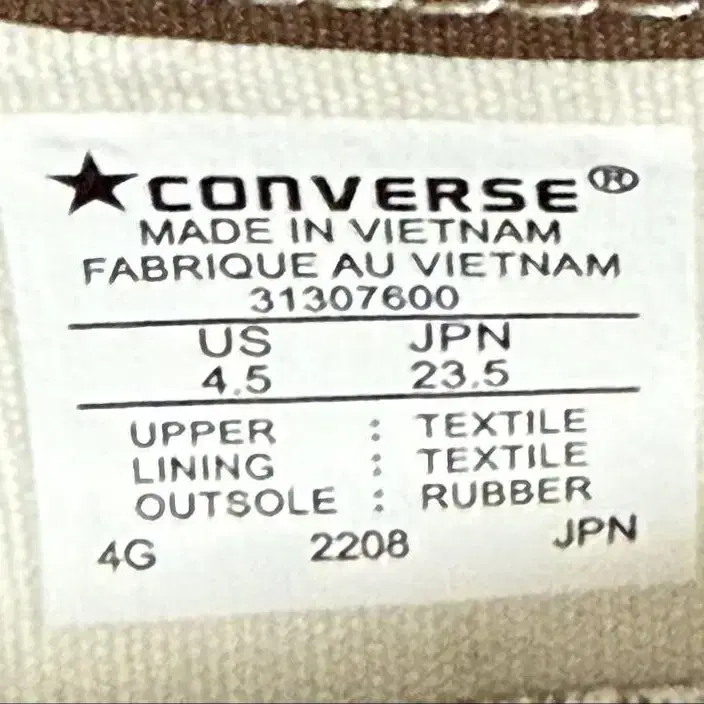 ★CONVERSE®
MADE IN VIETNAM
FABRIQUE AU VIETNAM
31307600
US JPN
4.5 23.5
UPPER : TEXTILE
LINING : TEXTILE
OUTSOLE : RUBBER
4G 2208 JPN